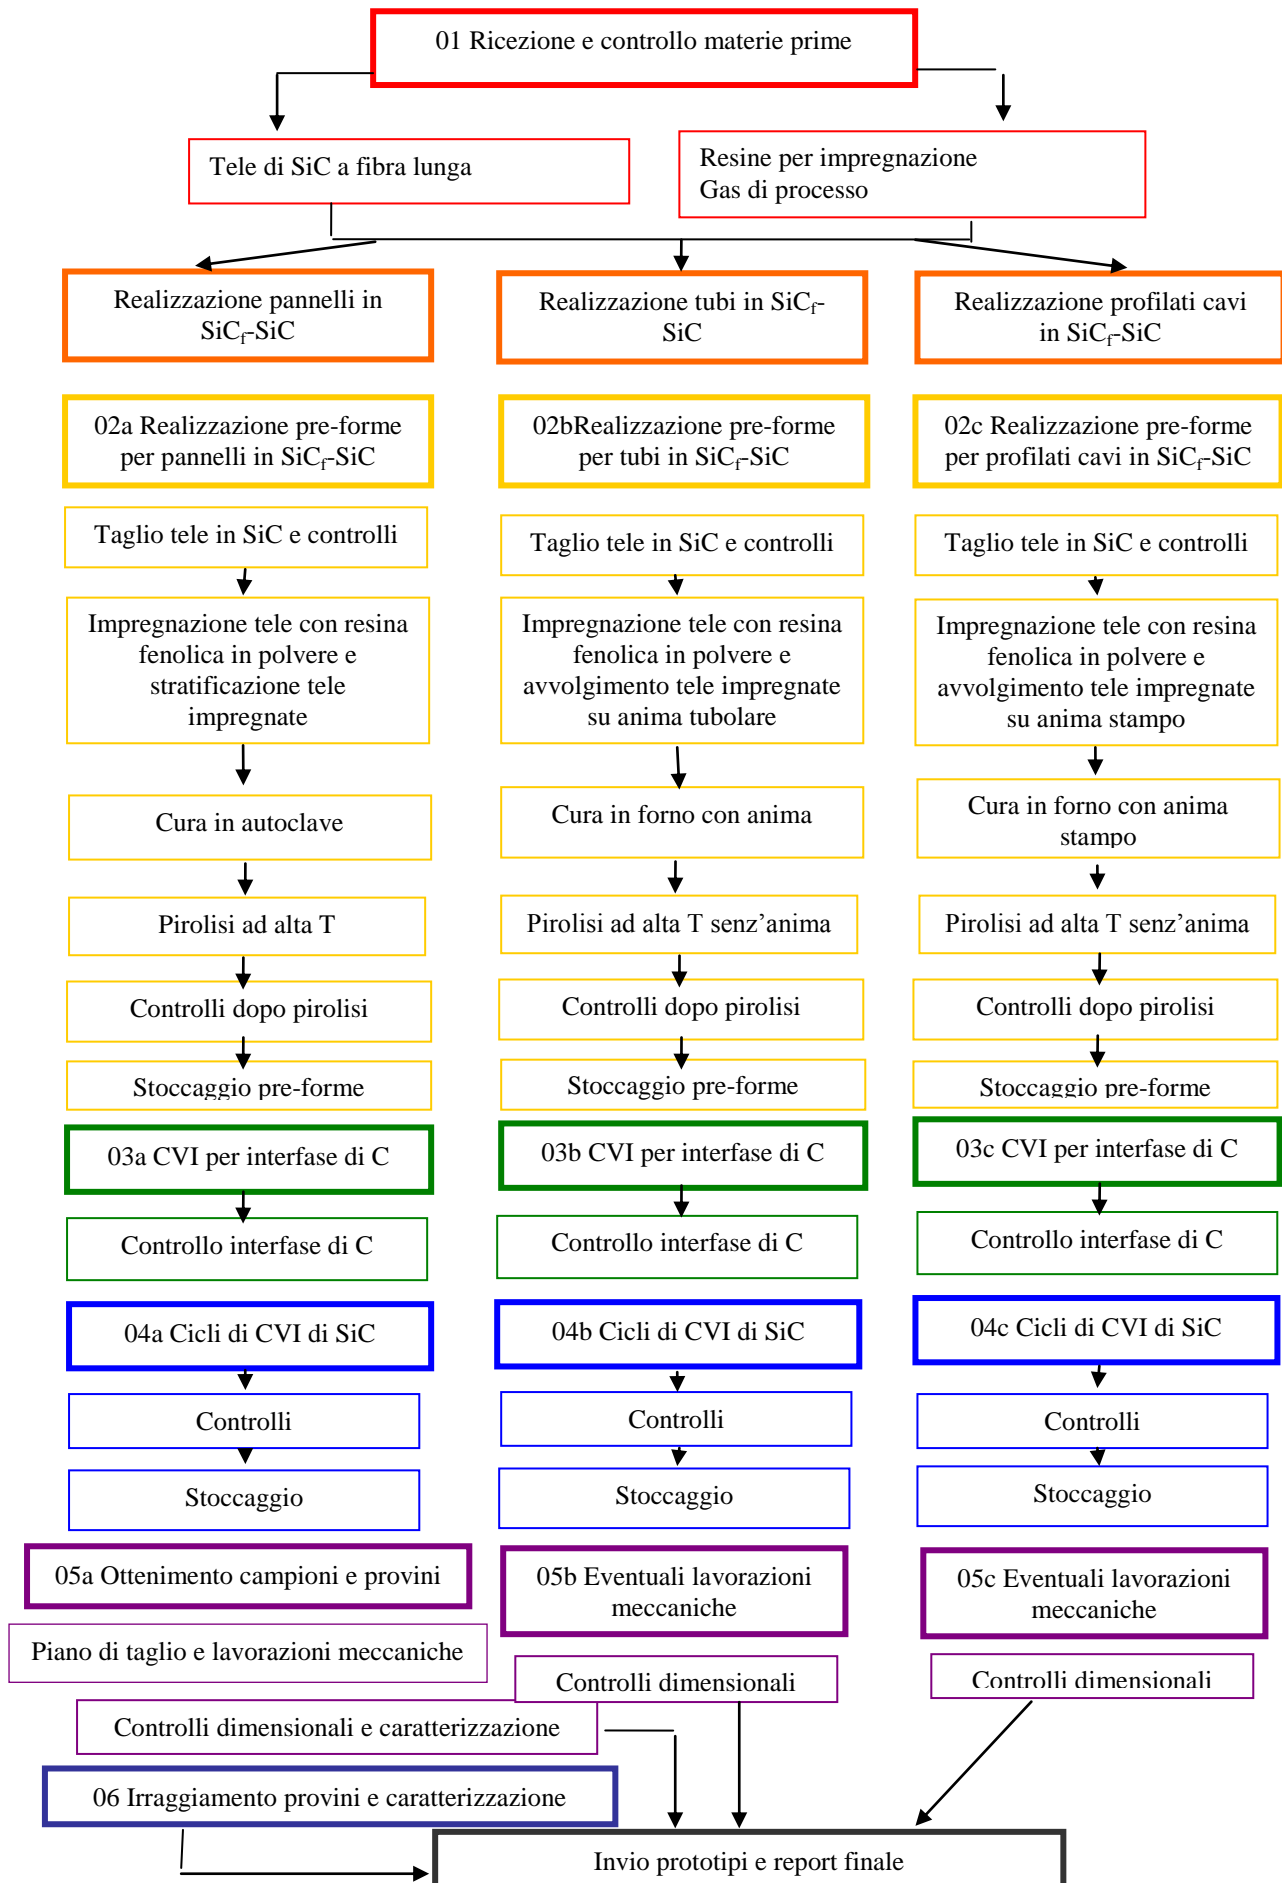 01 Ricezione e controllo materie prime
Tele di SiC a fibra lunga
Resine per impregnazione
Gas di processo
Realizzazione pannelli in
SiCf-SiC
Realizzazione tubi in SiCf-
SiC
Realizzazione profilati cavi
in SiCf-SiC
02a Realizzazione pre-forme
per pannelli in SiCf-SiC
02bRealizzazione pre-forme
per tubi in SiCf-SiC
02c Realizzazione pre-forme
per profilati cavi in SiCf-SiC
Taglio tele in SiC e controlli
Taglio tele in SiC e controlli
Taglio tele in SiC e controlli
Impregnazione tele con resina
fenolica in polvere e
stratificazione tele
impregnate
Impregnazione tele con resina
fenolica in polvere e
avvolgimento tele impregnate
su anima tubolare
Impregnazione tele con resina
fenolica in polvere e
avvolgimento tele impregnate
su anima stampo
Cura in autoclave
Cura in forno con anima
Cura in forno con anima
stampo
Pirolisi ad alta T
Pirolisi ad alta T senz’anima
Pirolisi ad alta T senz’anima
Controlli dopo pirolisi
Controlli dopo pirolisi
Controlli dopo pirolisi
Stoccaggio pre-forme
Stoccaggio pre-forme
Stoccaggio pre-forme
03a CVI per interfase di C
03b CVI per interfase di C
03c CVI per interfase di C
Controllo interfase di C
Controllo interfase di C
Controllo interfase di C
04a Cicli di CVI di SiC
04b Cicli di CVI di SiC
04c Cicli di CVI di SiC
Controlli
Controlli
Controlli
Stoccaggio
Stoccaggio
Stoccaggio
05a Ottenimento campioni e provini
05b Eventuali lavorazioni
meccaniche
05c Eventuali lavorazioni
meccaniche
Piano di taglio e lavorazioni meccaniche
Controlli dimensionali
Controlli dimensionali
Controlli dimensionali e caratterizzazione
06 Irraggiamento provini e caratterizzazione
Invio prototipi e report finale